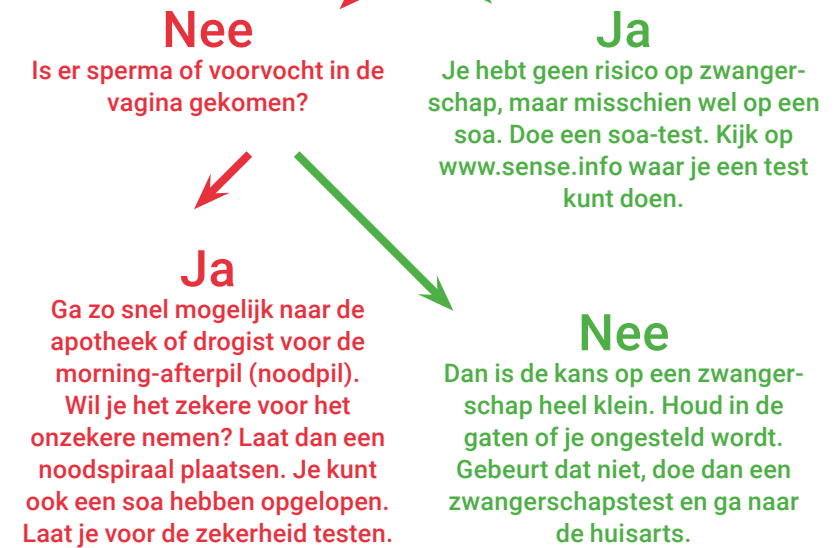 Nee
Is er sperma of voorvocht in de
vagina gekomen?
Ja
Je hebt geen risico op zwanger-
schap, maar misschien wel op een
soa. Doe een soa-test. Kijk op
www.sense.info waar je een test
kunt doen.
Ja
Ga zo snel mogelijk naar de
apotheek of drogist voor de
morning-afterpil (noodpil).
Wil je het zekere voor het
onzekere nemen? Laat dan een
noodspiraal plaatsen. Je kunt
ook een soa hebben opgelopen.
Laat je voor de zekerheid testen.
Nee
Dan is de kans op een zwanger-
schap heel klein. Houd in de
gaten of je ongesteld wordt.
Gebeurt dat niet, doe dan een
zwangerschapstest en ga naar
de huisarts.